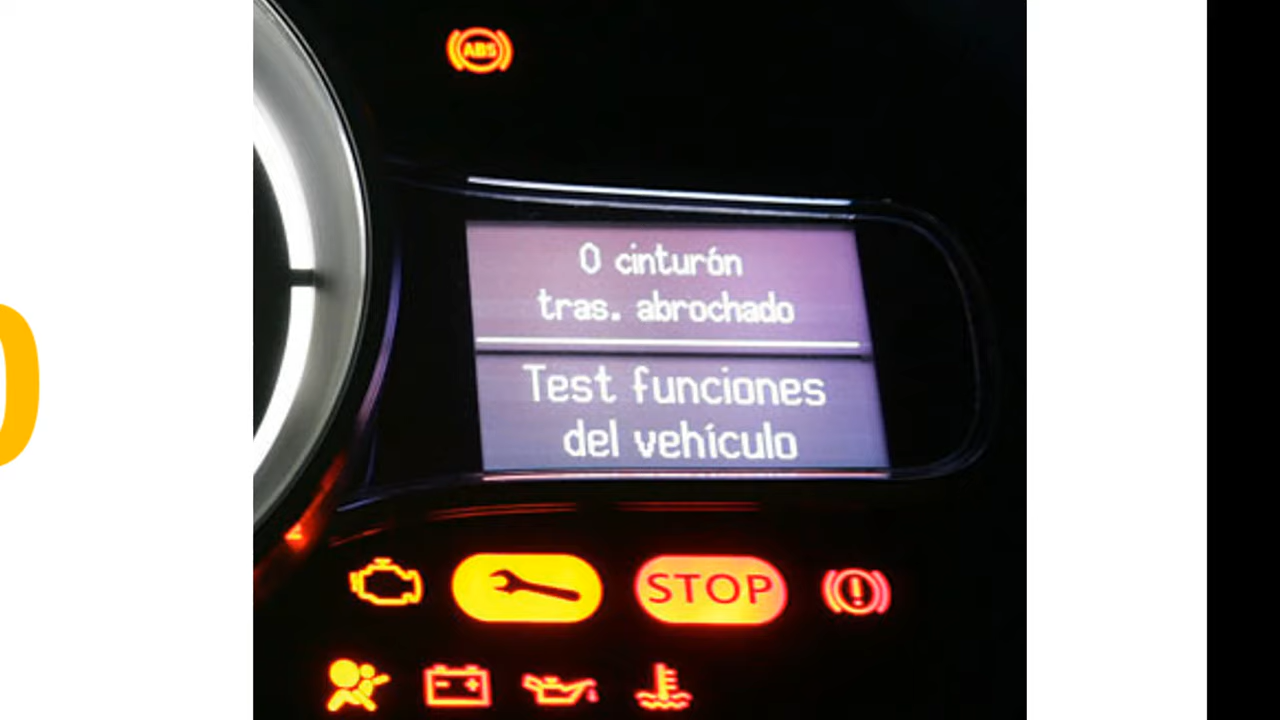 ABS
0 cinturón
tras. abrochado
Test funciones
del vehículo
STOP